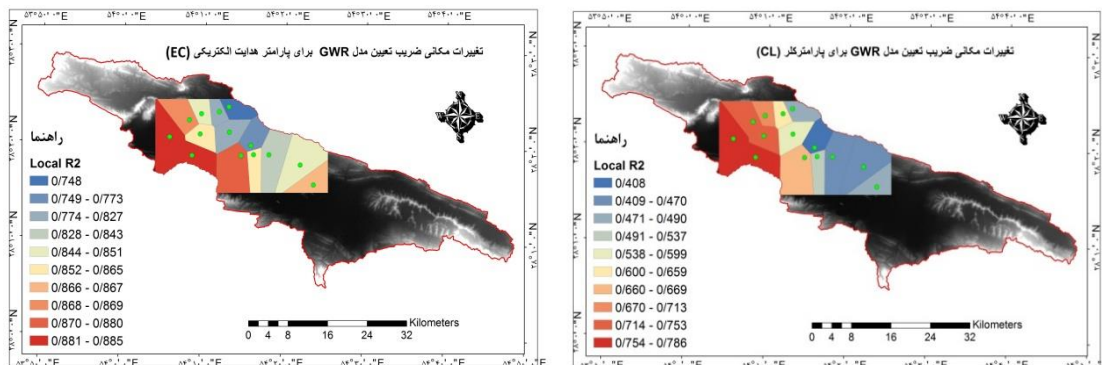 تغییرات مکانی ضریب تعیین مدل GWR برای پارامتر هدایت الکتریکی (EC)
راهنما
Local R2
0/748
0/749 - 0/773
0/774 - 0/827
0/828 - 0/843
0/844 - 0/851
0/852 - 0/865
0/866 - 0/867
0/868 - 0/869
0/870 - 0/880
0/881 - 0/885
Kilometers
0 4 8 16 24 32
تغییرات مکانی ضریب تعیین مدل GWR برای پارامترکلر (CL)
راهنما
Local R2
0/408
0/409 - 0/470
0/471 - 0/490
0/491 - 0/537
0/538 - 0/599
0/600 - 0/659
0/660 - 0/669
0/670 - 0/713
0/714 - 0/753
0/754 - 0/786
Kilometers
0 4 8 16 24 32